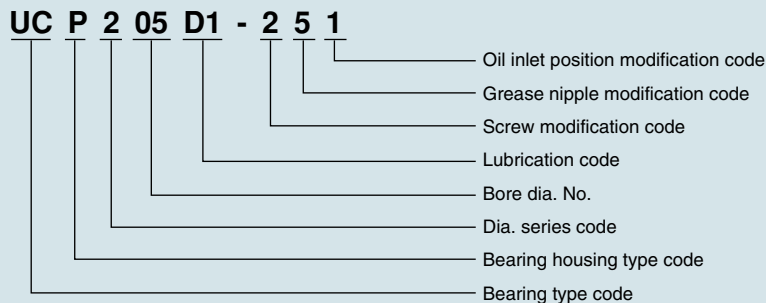 UC P 2 05 D1 - 2 5 1
Oil inlet position modification code
Grease nipple modification code
Screw modification code
Lubrication code
Bore dia. No.
Dia. series code
Bearing housing type code
Bearing type code